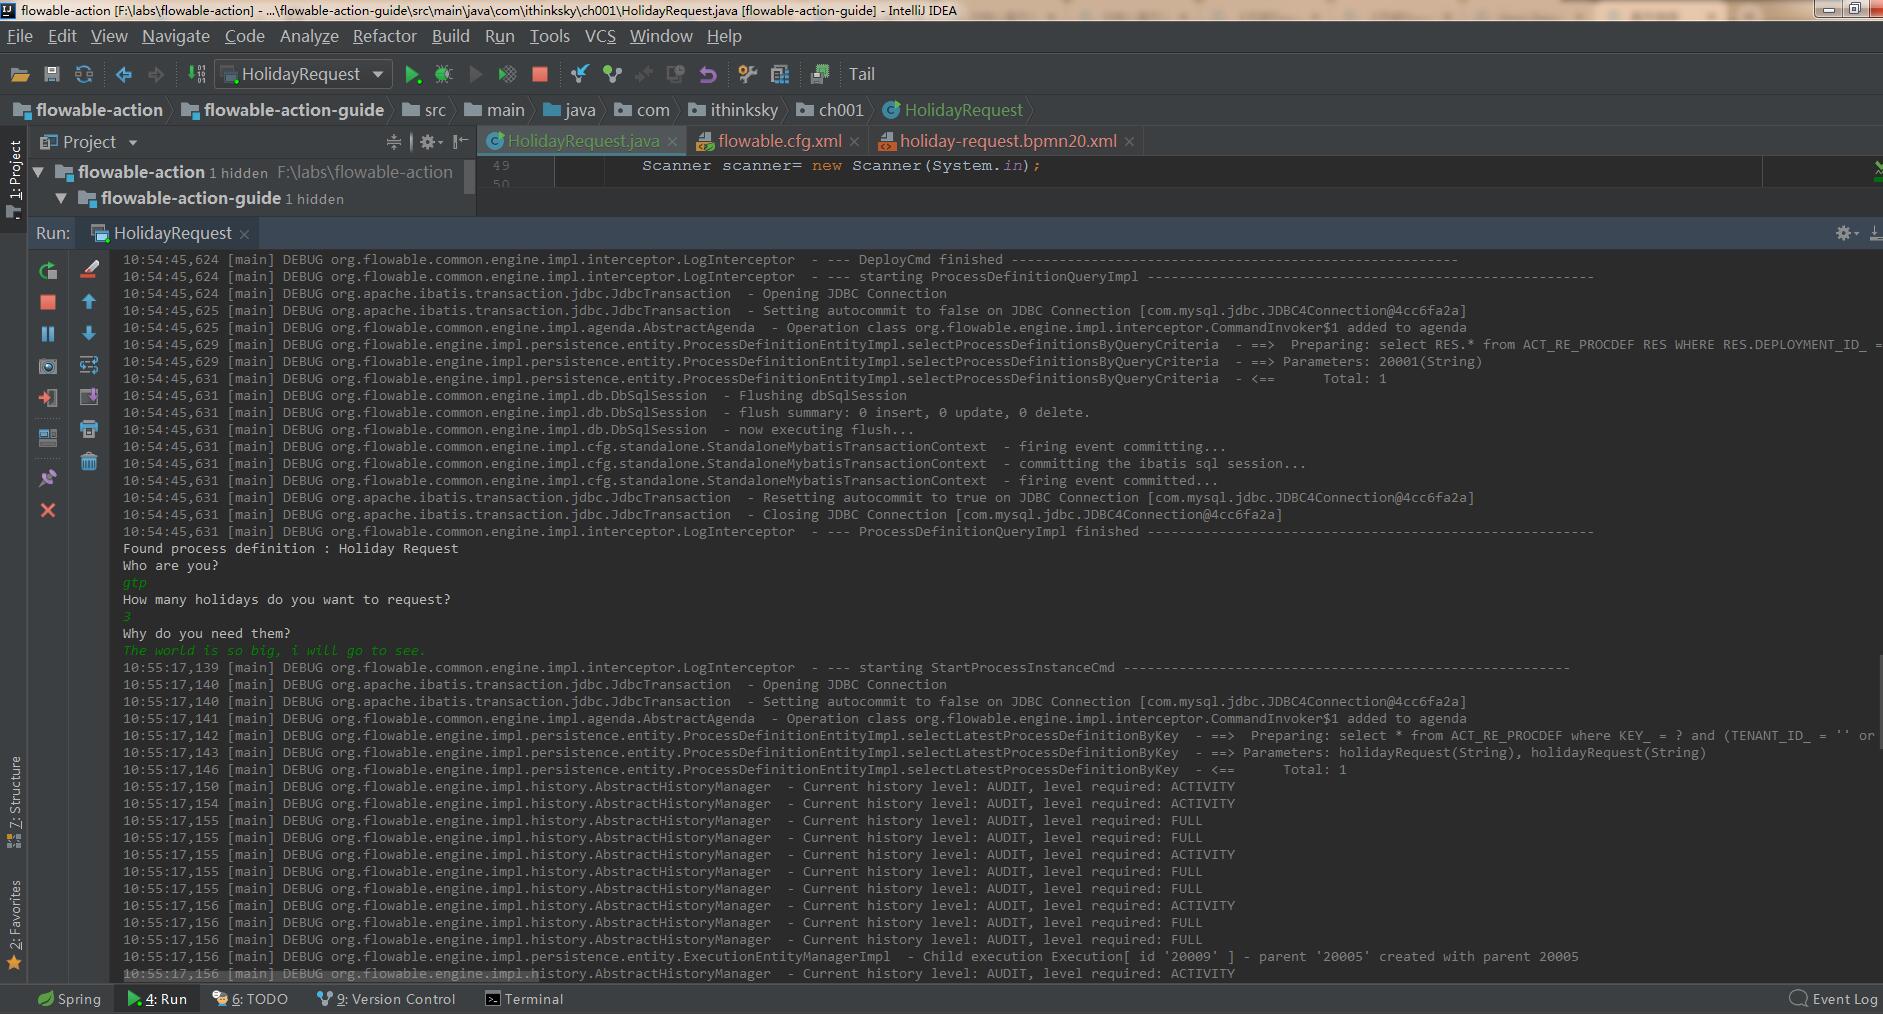 flowable-action [F:\labs\flowable-action] - ...\flowable-action-guide\src\main\java\com\ithinksky\ch001\HolidayRequest.java [flowable-action-guide] - IntelliJ IDEA
File Edit View Navigate Code Analyze Refactor Build Run Tools VCS Window Help
HolidayRequest Tail
flowable-action flowable-action-guide src main java com ithinksky ch001 HolidayRequest
Project HolidayRequest.java flowable.cfg.xml holiday-request.bpmn20.xml
1: Project
flowable-action 1 hidden F:\labs\flowable-action
flowable-action-guide 1 hidden
49 Scanner scanner= new Scanner(System.in);
50
Run: HolidayRequest
10:54:45,624 [main] DEBUG org.flowable.common.engine.impl.interceptor.LogInterceptor - --- DeployCmd finished --------------------------------------------------------
10:54:45,624 [main] DEBUG org.flowable.common.engine.impl.interceptor.LogInterceptor - --- starting ProcessDefinitionQueryImpl --------------------------------------------------------
10:54:45,624 [main] DEBUG org.apache.ibatis.transaction.jdbc.JdbcTransaction - Opening JDBC Connection
10:54:45,624 [main] DEBUG org.apache.ibatis.transaction.jdbc.JdbcTransaction - Setting autocommit to false on JDBC Connection [com.mysql.jdbc.JDBC4Connection@4cc6fa2a]
10:54:45,625 [main] DEBUG org.flowable.common.engine.impl.agenda.AbstractAgenda - Operation class org.flowable.engine.impl.interceptor.CommandInvoker$1 added to agenda
10:54:45,629 [main] DEBUG org.flowable.engine.impl.persistence.entity.ProcessDefinitionEntityImpl.selectProcessDefinitionsByQueryCriteria - ==> Preparing: select RES.* from ACT_RE_PROCDEF RES WHERE RES.DEPLOYMENT_ID_ =
10:54:45,629 [main] DEBUG org.flowable.engine.impl.persistence.entity.ProcessDefinitionEntityImpl.selectProcessDefinitionsByQueryCriteria - ==> Parameters: 20001(String)
10:54:45,631 [main] DEBUG org.flowable.engine.impl.persistence.entity.ProcessDefinitionEntityImpl.selectProcessDefinitionsByQueryCriteria - <== Total: 1
10:54:45,631 [main] DEBUG org.flowable.common.engine.impl.db.DbSqlSession - Flushing dbSqlSession
10:54:45,631 [main] DEBUG org.flowable.common.engine.impl.db.DbSqlSession - flush summary: 0 insert, 0 update, 0 delete.
10:54:45,631 [main] DEBUG org.flowable.common.engine.impl.db.DbSqlSession - now executing flush...
10:54:45,631 [main] DEBUG org.flowable.common.engine.impl.cfg.standalone.StandaloneMybatisTransactionContext - firing event committing...
10:54:45,631 [main] DEBUG org.flowable.common.engine.impl.cfg.standalone.StandaloneMybatisTransactionContext - committing the ibatis sql session...
10:54:45,631 [main] DEBUG org.flowable.common.engine.impl.cfg.standalone.StandaloneMybatisTransactionContext - firing event committed...
10:54:45,631 [main] DEBUG org.apache.ibatis.transaction.jdbc.JdbcTransaction - Resetting autocommit to true on JDBC Connection [com.mysql.jdbc.JDBC4Connection@4cc6fa2a]
10:54:45,631 [main] DEBUG org.apache.ibatis.transaction.jdbc.JdbcTransaction - Closing JDBC Connection [com.mysql.jdbc.JDBC4Connection@4cc6fa2a]
10:54:45,631 [main] DEBUG org.flowable.common.engine.impl.interceptor.LogInterceptor - --- ProcessDefinitionQueryImpl finished --------------------------------------------------------
Found process definition : Holiday Request
Who are you?
gtp
How many holidays do you want to request?
3
Why do you need them?
The world is so big, i will go to see.
10:55:17,139 [main] DEBUG org.flowable.common.engine.impl.interceptor.LogInterceptor - --- starting StartProcessInstanceCmd --------------------------------------------------------
10:55:17,140 [main] DEBUG org.apache.ibatis.transaction.jdbc.JdbcTransaction - Opening JDBC Connection
10:55:17,140 [main] DEBUG org.apache.ibatis.transaction.jdbc.JdbcTransaction - Setting autocommit to false on JDBC Connection [com.mysql.jdbc.JDBC4Connection@4cc6fa2a]
10:55:17,141 [main] DEBUG org.flowable.common.engine.impl.agenda.AbstractAgenda - Operation class org.flowable.engine.impl.interceptor.CommandInvoker$1 added to agenda
10:55:17,142 [main] DEBUG org.flowable.engine.impl.persistence.entity.ProcessDefinitionEntityImpl.selectLatestProcessDefinitionByKey - ==> Preparing: select * from ACT_RE_PROCDEF where KEY_ = ? and (TENANT_ID_ = '' or
10:55:17,143 [main] DEBUG org.flowable.engine.impl.persistence.entity.ProcessDefinitionEntityImpl.selectLatestProcessDefinitionByKey - ==> Parameters: holidayRequest(String), holidayRequest(String)
10:55:17,146 [main] DEBUG org.flowable.engine.impl.persistence.entity.ProcessDefinitionEntityImpl.selectLatestProcessDefinitionByKey - <== Total: 1
10:55:17,150 [main] DEBUG org.flowable.engine.impl.history.AbstractHistoryManager - Current history level: AUDIT, level required: ACTIVITY
10:55:17,154 [main] DEBUG org.flowable.engine.impl.history.AbstractHistoryManager - Current history level: AUDIT, level required: ACTIVITY
10:55:17,155 [main] DEBUG org.flowable.engine.impl.history.AbstractHistoryManager - Current history level: AUDIT, level required: FULL
10:55:17,155 [main] DEBUG org.flowable.engine.impl.history.AbstractHistoryManager - Current history level: AUDIT, level required: FULL
10:55:17,155 [main] DEBUG org.flowable.engine.impl.history.AbstractHistoryManager - Current history level: AUDIT, level required: ACTIVITY
10:55:17,155 [main] DEBUG org.flowable.engine.impl.history.AbstractHistoryManager - Current history level: AUDIT, level required: FULL
10:55:17,155 [main] DEBUG org.flowable.engine.impl.history.AbstractHistoryManager - Current history level: AUDIT, level required: FULL
10:55:17,156 [main] DEBUG org.flowable.engine.impl.history.AbstractHistoryManager - Current history level: AUDIT, level required: ACTIVITY
10:55:17,156 [main] DEBUG org.flowable.engine.impl.history.AbstractHistoryManager - Current history level: AUDIT, level required: FULL
10:55:17,156 [main] DEBUG org.flowable.engine.impl.history.AbstractHistoryManager - Current history level: AUDIT, level required: FULL
10:55:17,156 [main] DEBUG org.flowable.engine.impl.persistence.entity.ExecutionEntityManagerImpl - Child execution Execution[ id '20009' ] - parent '20005' created with parent 20005
10:55:17,156 [main] DEBUG org.flowable.engine.impl.history.AbstractHistoryManager - Current history level: AUDIT, level required: ACTIVITY
7: Structure
2: Favorites
Spring 4: Run 6: TODO 9: Version Control Terminal Event Log